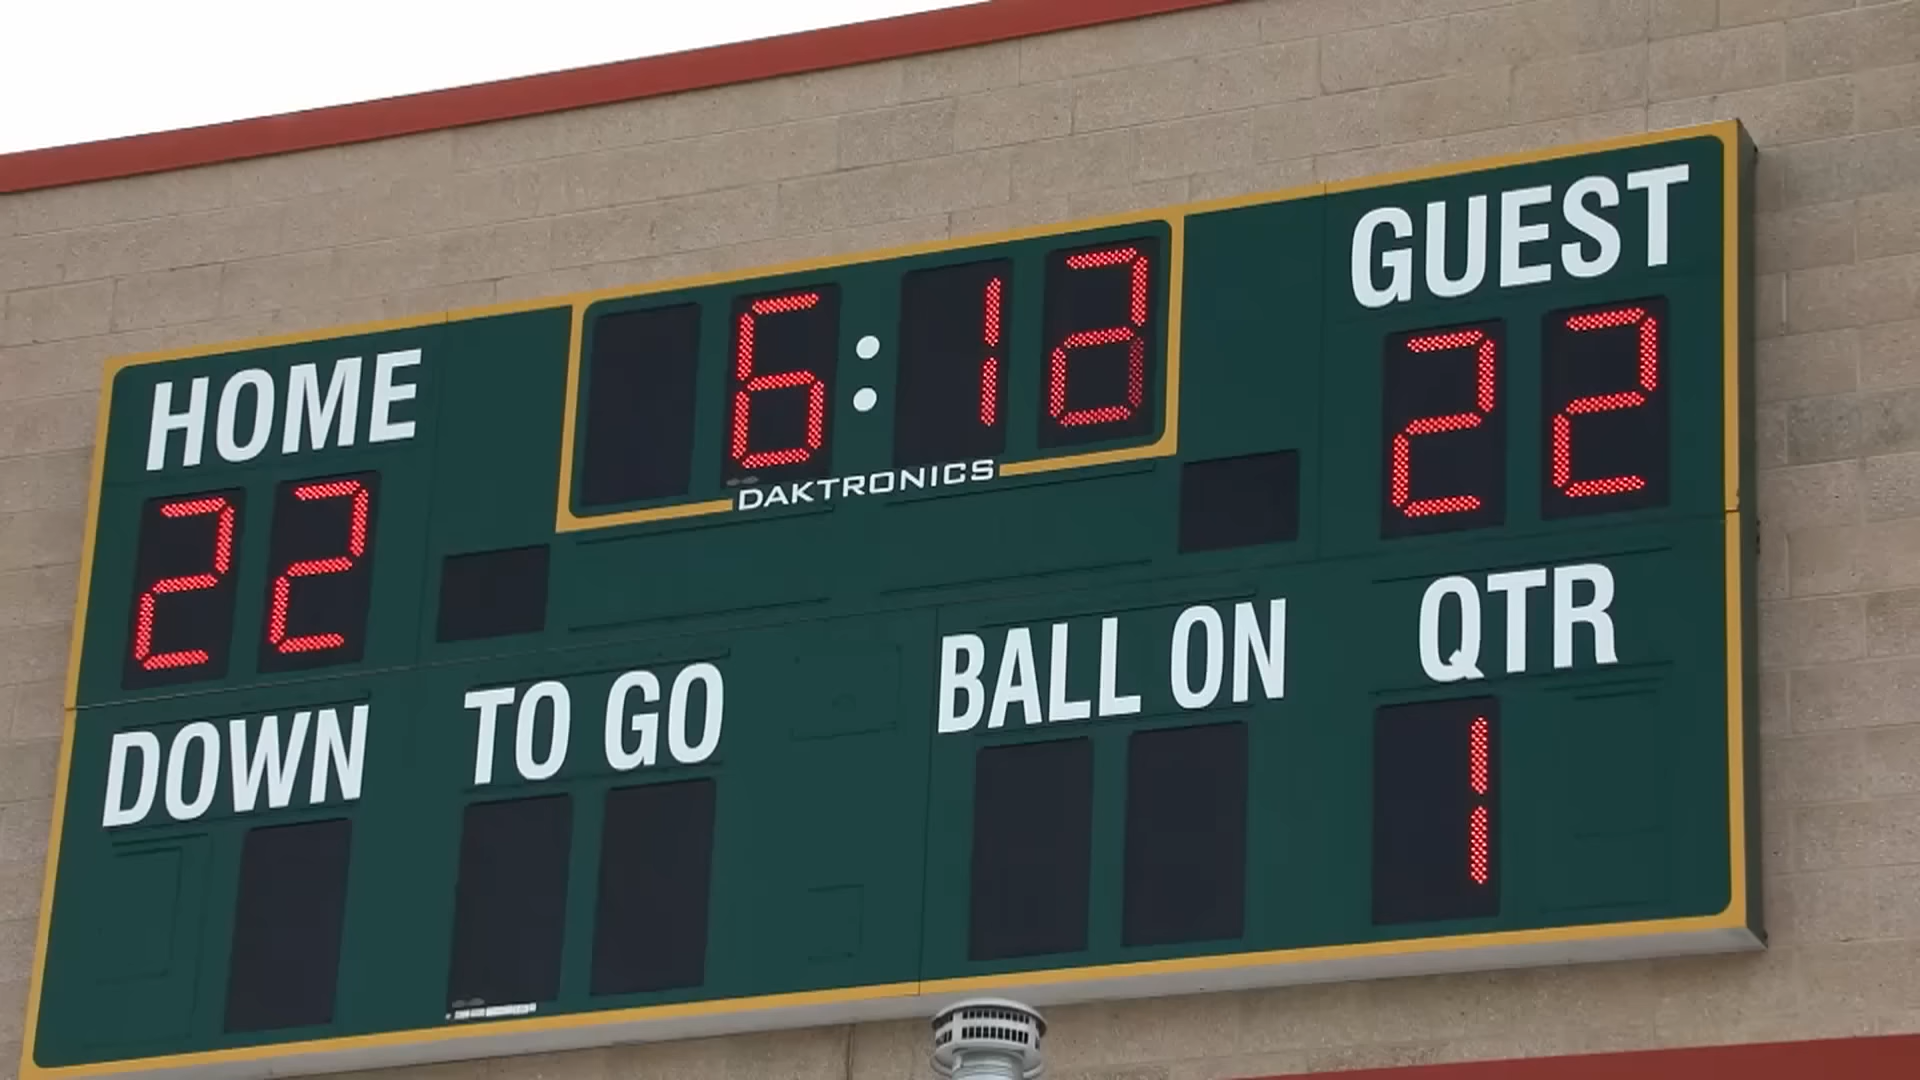 HOME
6:12
GUEST
DAKTRONICS
22
22
DOWN
TO GO
BALL ON
QTR
1